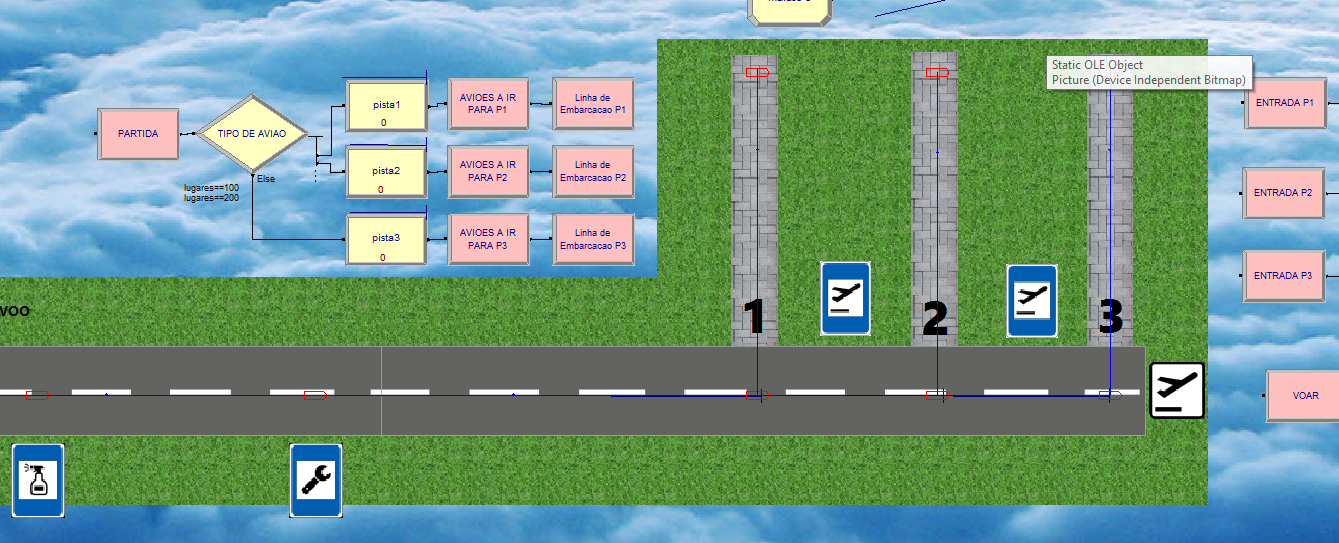 Static OLE Object
Picture (Device Independent Bitmap)
PARTIDA
TIPO DE AVIAO
Else
lugares==100
lugares==200
pista1
0
AVIOES A IR
PARA P1
Linha de
Embarcacao P1
pista2
0
AVIOES A IR
PARA P2
Linha de
Embarcacao P2
pista3
0
AVIOES A IR
PARA P3
Linha de
Embarcacao P3
ENTRADA P1
ENTRADA P2
ENTRADA P3
VOO
1
2
3
VOAR